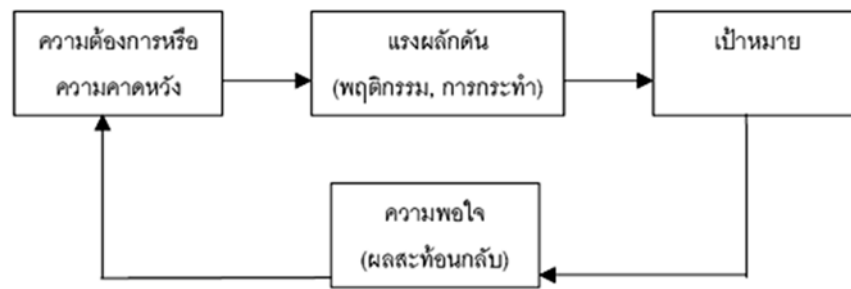 ความต้องการหรือ
ความคาดหวัง
แรงผลักดัน
(พฤติกรรม, การกระทำ)
เป้าหมาย
ความพอใจ
(ผลสะท้อนกลับ)